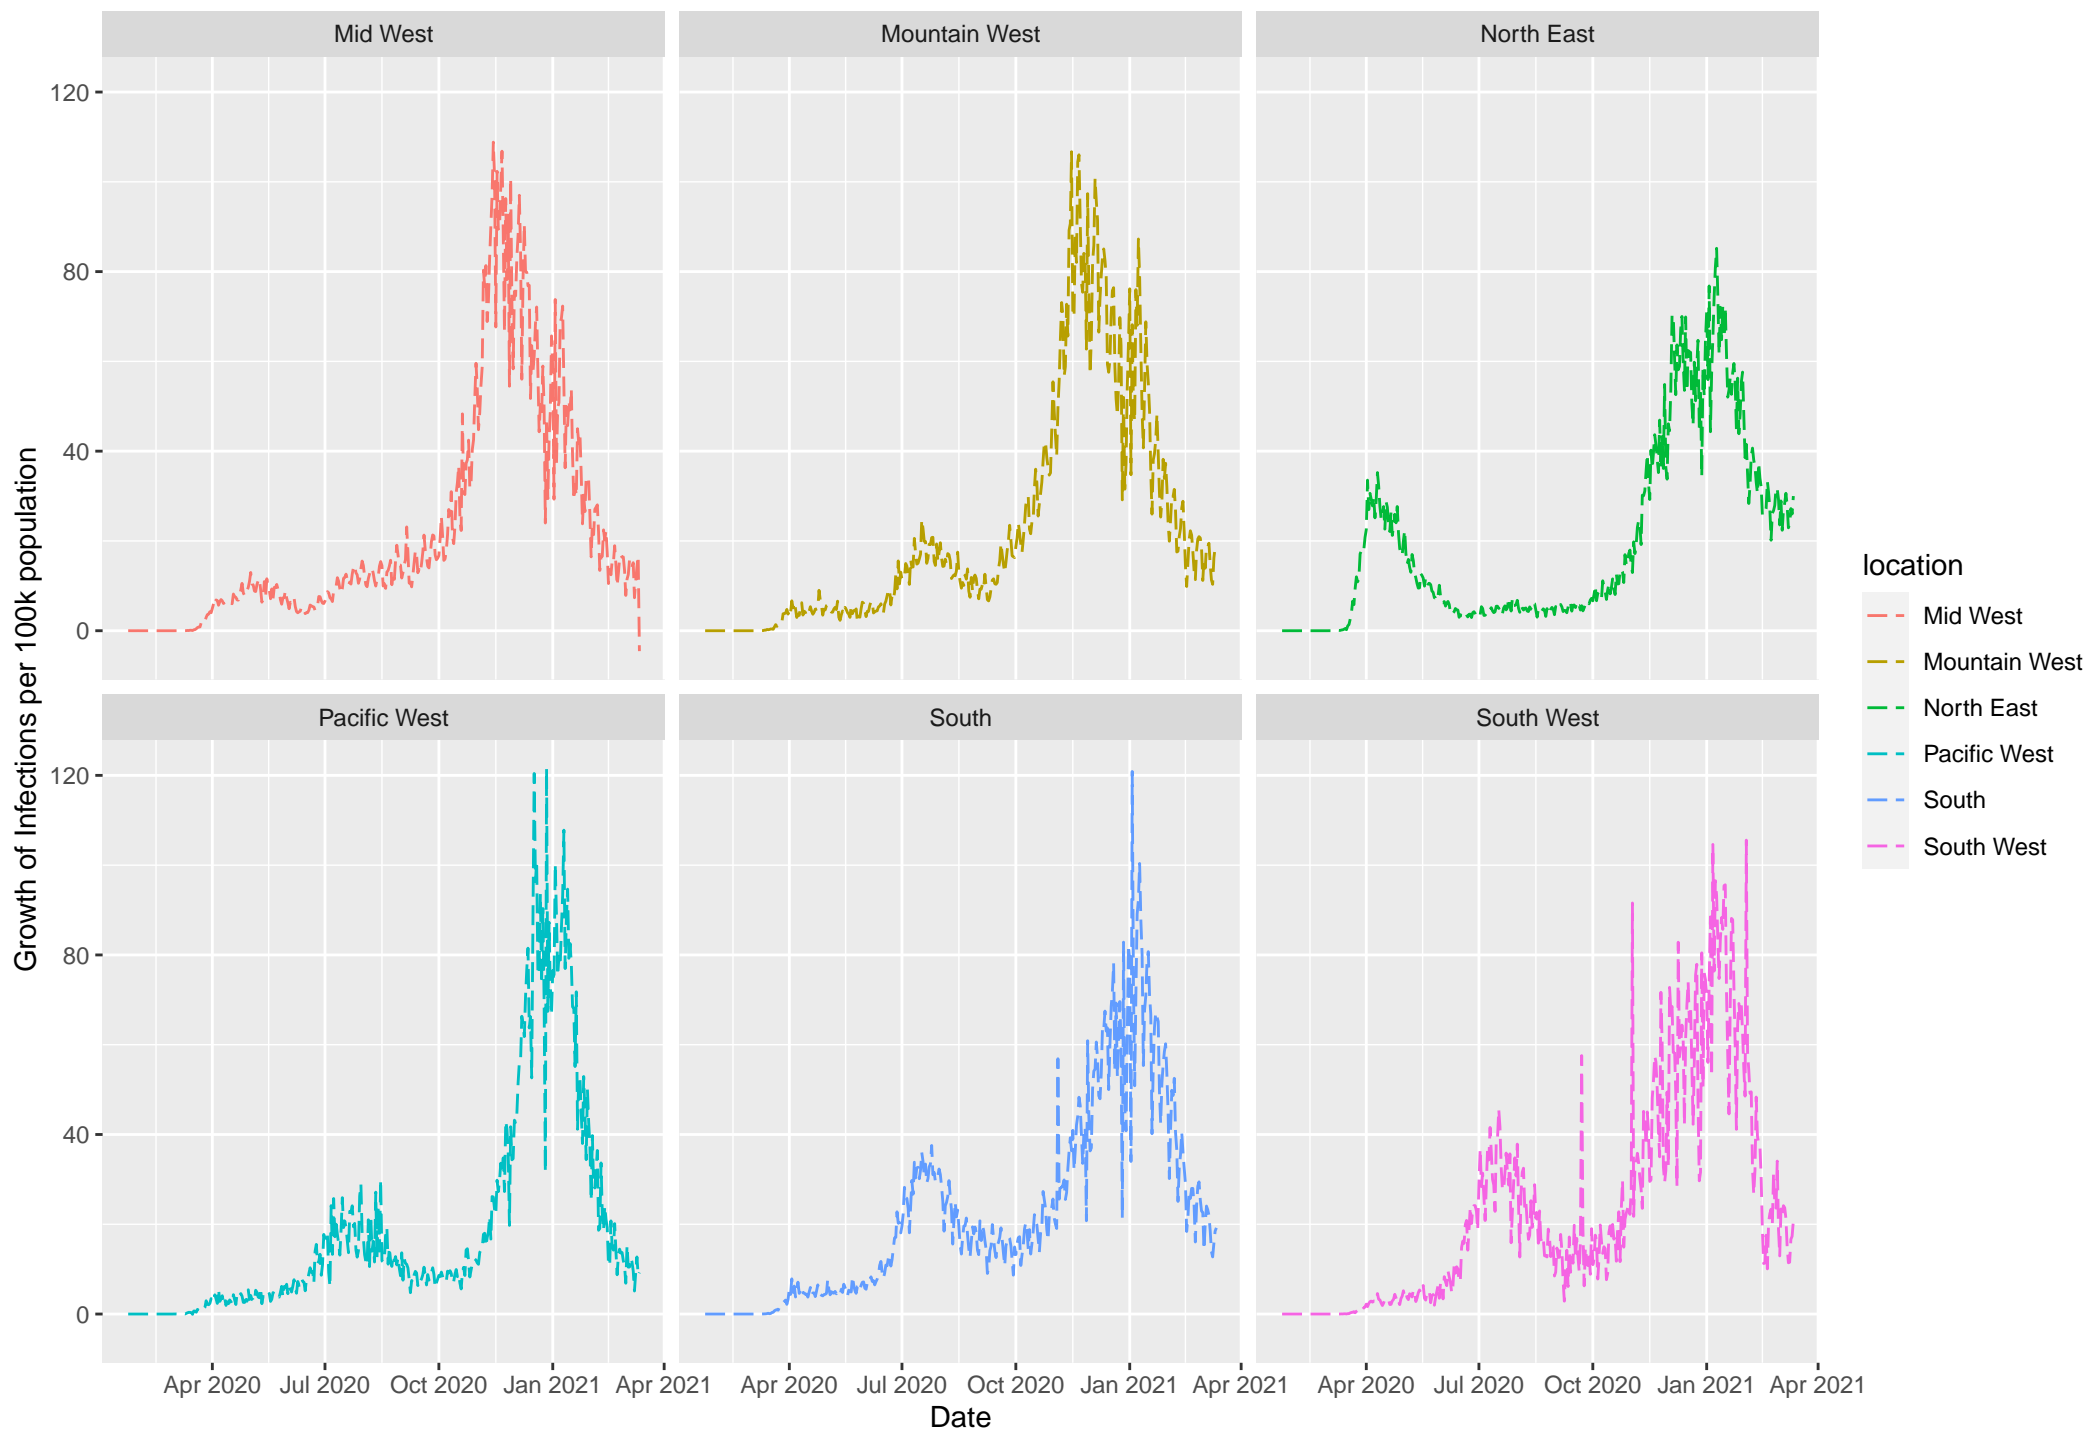 Mid West
Mountain West
North East
120
80
40
0
Pacific West
South
South West
120
80
40
0
Apr 2020 Jul 2020 Oct 2020 Jan 2021 Apr 2021
Apr 2020 Jul 2020 Oct 2020 Jan 2021 Apr 2021
Apr 2020 Jul 2020 Oct 2020 Jan 2021 Apr 2021
Date
Growth of Infections per 100k population
location
Mid West
Mountain West
North East
Pacific West
South
South West